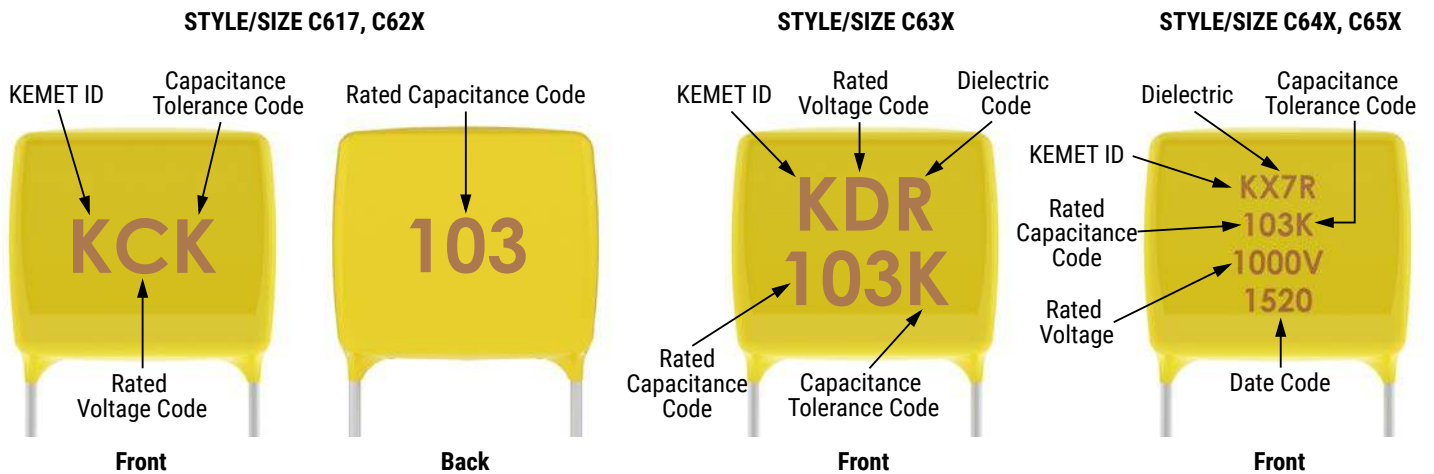 STYLE/SIZE C617, C62X
KEMET ID
Capacitance
Tolerance Code
KCK
Rated
Voltage Code
Front
Rated Capacitance Code
103
Back
STYLE/SIZE C63X
KEMET ID
Rated
Voltage Code
Dielectric
Code
KDR
103K
Rated
Capacitance
Code
Capacitance
Tolerance Code
Front
STYLE/SIZE C64X, C65X
Dielectric
Capacitance
Tolerance Code
KEMET ID
KX7R
Rated
Capacitance
Code
103K
1000V
1520
Rated
Voltage
Date Code
Front